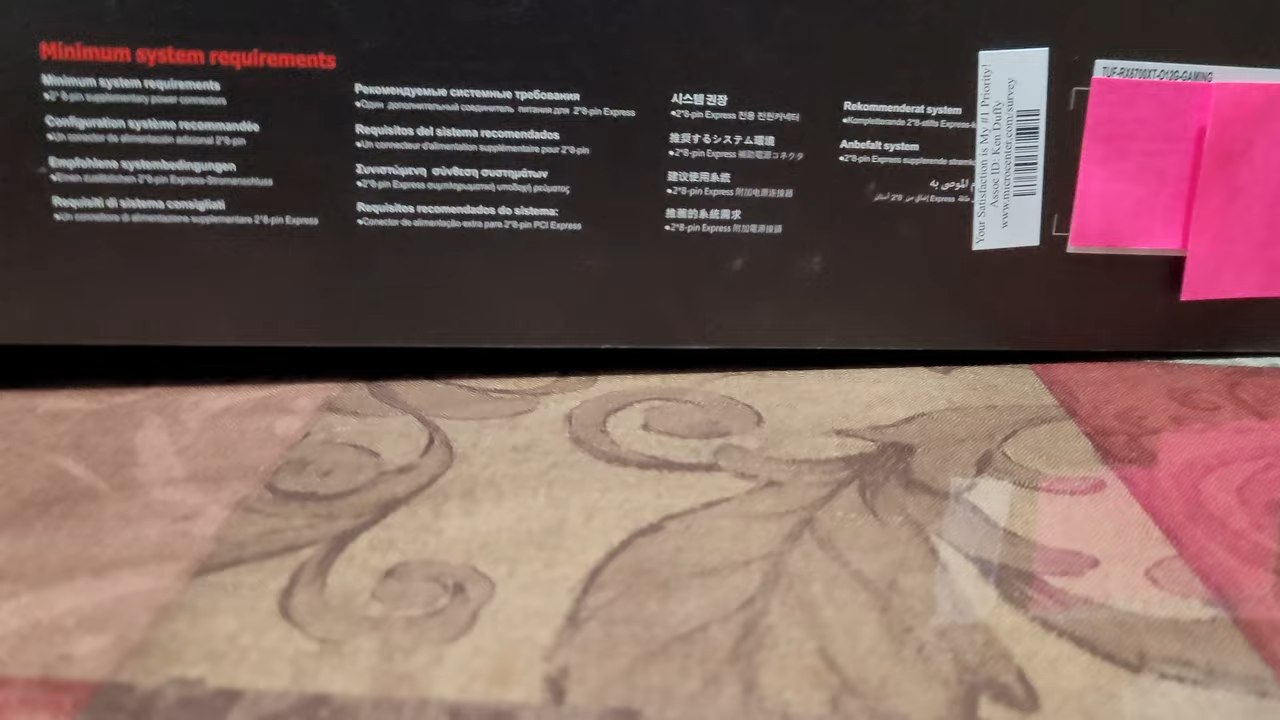 Minimum system requirements
Minimum system requirements
●2* 8-pin supplementary power connectors
Configuration système recommandée
●Un connecteur de alimentation adicional 2*8-pin
Empfohlene systembedingungen
●Einen zusätzlichen 2*8-pin Express-Stromanschluss
Requisiti di sistema consigliati
●Un connettore di alimentazione supplementare 2*8-pin Express
Рекомендуемые системные требования
●Один дополнительный соединитель питания для 2*8-pin Express
Requisitos del sistema recomendados
●Un connecteur d'alimentation supplémentaire pour 2*8-pin
Συνιστώμενη σύνθεση συστημάτων
●2*8 pin Express συμπληρωματική υποδοχή ρεύματος
Requisitos recomendados do sistema:
●Conector de alimentação extra para 2*8-pin PCI Express
시스템 권장
●2*8-pin Express 전용 전원커넥터
推奨するシステム環境
●2*8-pin Express 補助電源コネクタ
建议使用系统
●2*8-pin Express 附加电源连接器
推薦的系統需求
●2*8-pin Express 附加電源接頭
Rekommenderat system
●Kompletterande 2*8-stifts Express-
Anbefalt system
●2*8-pin Express supplerende
الموصى به
Your Satisfaction is My #1 Priority!
Assoc ID: Ken Duffy
www.microcenter.com/survey
TUF-RX6700XT-O12G-GAMING